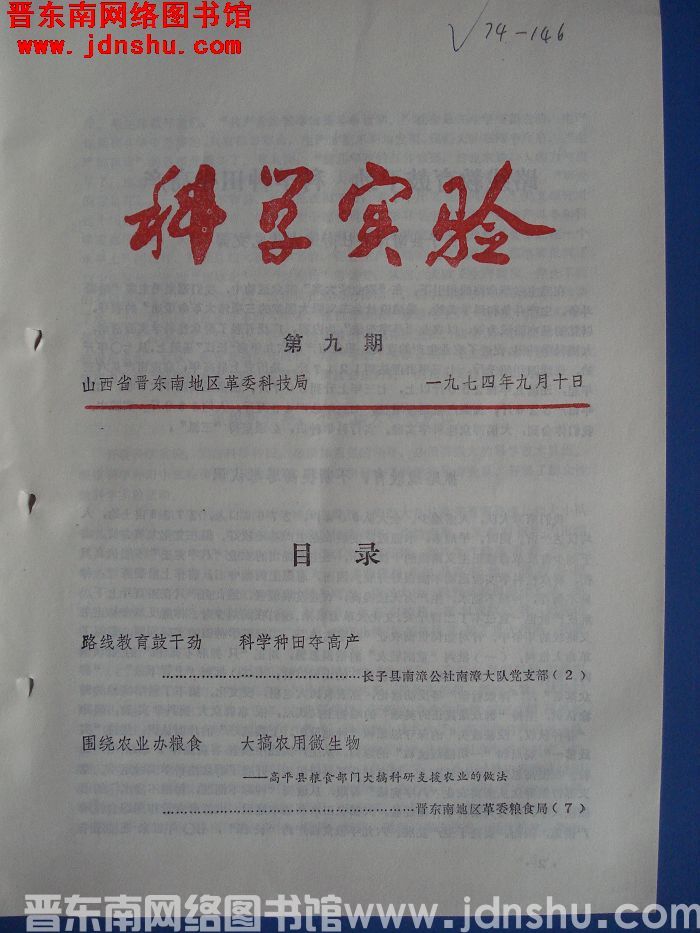 晋东南网络图书馆
www.jdnshu.com
√74-146
科学实验
第九期
山西省晋东南地区革委科技局 一九七四年九月十日
目录
路线教育鼓干劲 科学种田夺高产
……………………………………长子县南漳公社南漳大队党支部(2)
围绕农业办粮食 大搞农用微生物
——高平县粮食部门大搞科研支援农业的做法
……………………………………晋东南地区革委粮食局(7)
晋东南网络图书馆 www.jdnshu.com